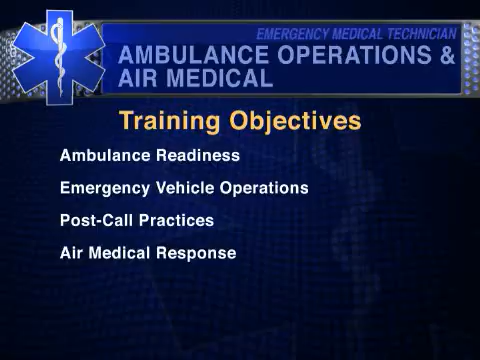 EMERGENCY MEDICAL TECHNICIAN
AMBULANCE OPERATIONS &
AIR MEDICAL
Training Objectives
Ambulance Readiness
Emergency Vehicle Operations
Post-Call Practices
Air Medical Response